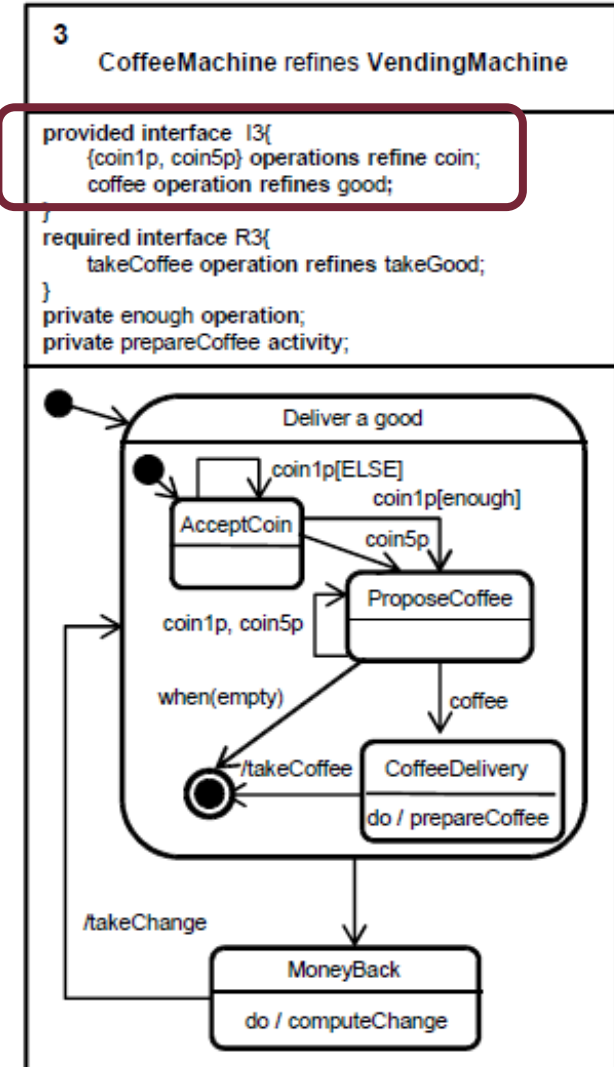 3
CoffeeMachine refines VendingMachine
provided interface I3{
{coin1p, coin5p} operations refine coin;
coffee operation refines good;
}
required interface R3{
takeCoffee operation refines takeGood;
}
private enough operation;
private prepareCoffee activity;
Deliver a good
coin1p[ELSE]
coin1p[enough]
AcceptCoin
coin5p
ProposeCoffee
coin1p, coin5p
when(empty)
coffee
/takeCoffee
CoffeeDelivery
do / prepareCoffee
/takeChange
MoneyBack
do / computeChange